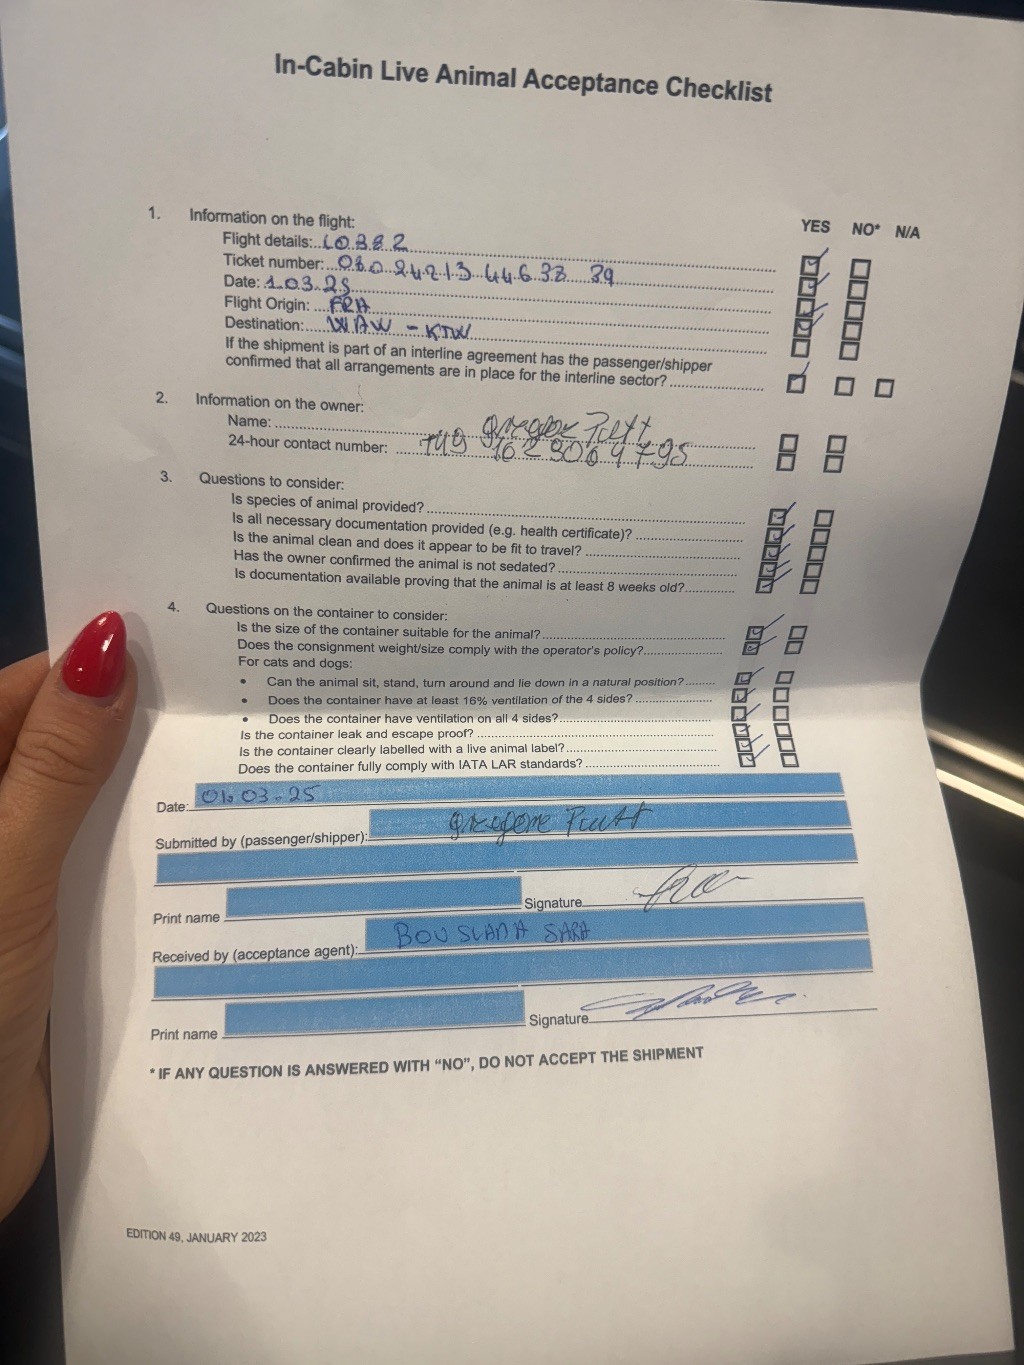 In-Cabin Live Animal Acceptance Checklist
YES NO* N/A
1. Information on the flight:
Flight details: LO382
Ticket number: 080 24213 44633 39
Date: 1.03.25
Flight Origin: FRA
Destination: WAW - KTW
If the shipment is part of an interline agreement has the passenger/shipper
confirmed that all arrangements are in place for the interline sector?
2. Information on the owner:
Name:
24-hour contact number: +49 162 9064795
3. Questions to consider:
Is species of animal provided?
Is all necessary documentation provided (e.g. health certificate)?
Is the animal clean and does it appear to be fit to travel?
Has the owner confirmed the animal is not sedated?
Is documentation available proving that the animal is at least 8 weeks old?
4. Questions on the container to consider:
Is the size of the container suitable for the animal?
Does the consignment weight/size comply with the operator's policy?
For cats and dogs:
• Can the animal sit, stand, turn around and lie down in a natural position?
• Does the container have at least 16% ventilation of the 4 sides?
• Does the container have ventilation on all 4 sides?
Is the container leak and escape proof?
Is the container clearly labelled with a live animal label?
Does the container fully comply with IATA LAR standards?
Date: 01.03.25
Submitted by (passenger/shipper):
Print name Signature
Received by (acceptance agent): BOUSLAMA SARA
Print name Signature
* IF ANY QUESTION IS ANSWERED WITH “NO”, DO NOT ACCEPT THE SHIPMENT
EDITION 49, JANUARY 2023